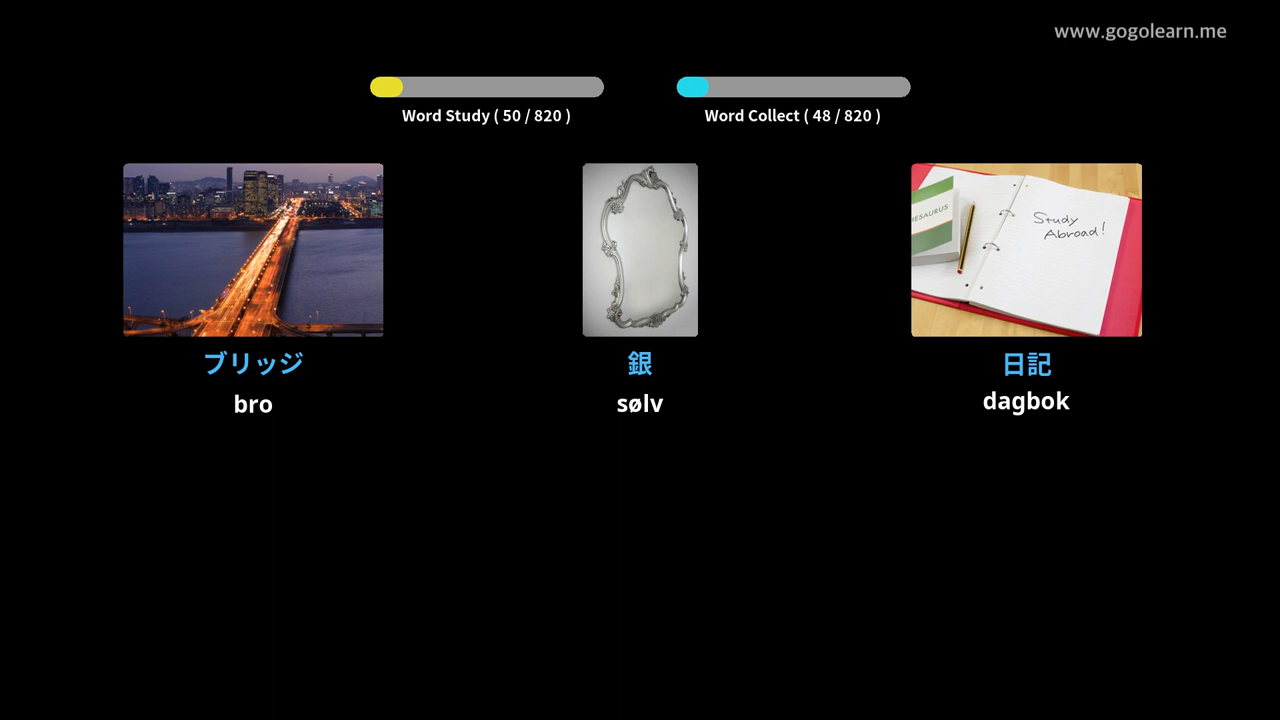 www.gogolearn.me
Word Study ( 50 / 820 )
Word Collect ( 48 / 820 )
ESAURUS
Study
Abroad!
ブリッジ
銀
日記
bro
sølv
dagbok